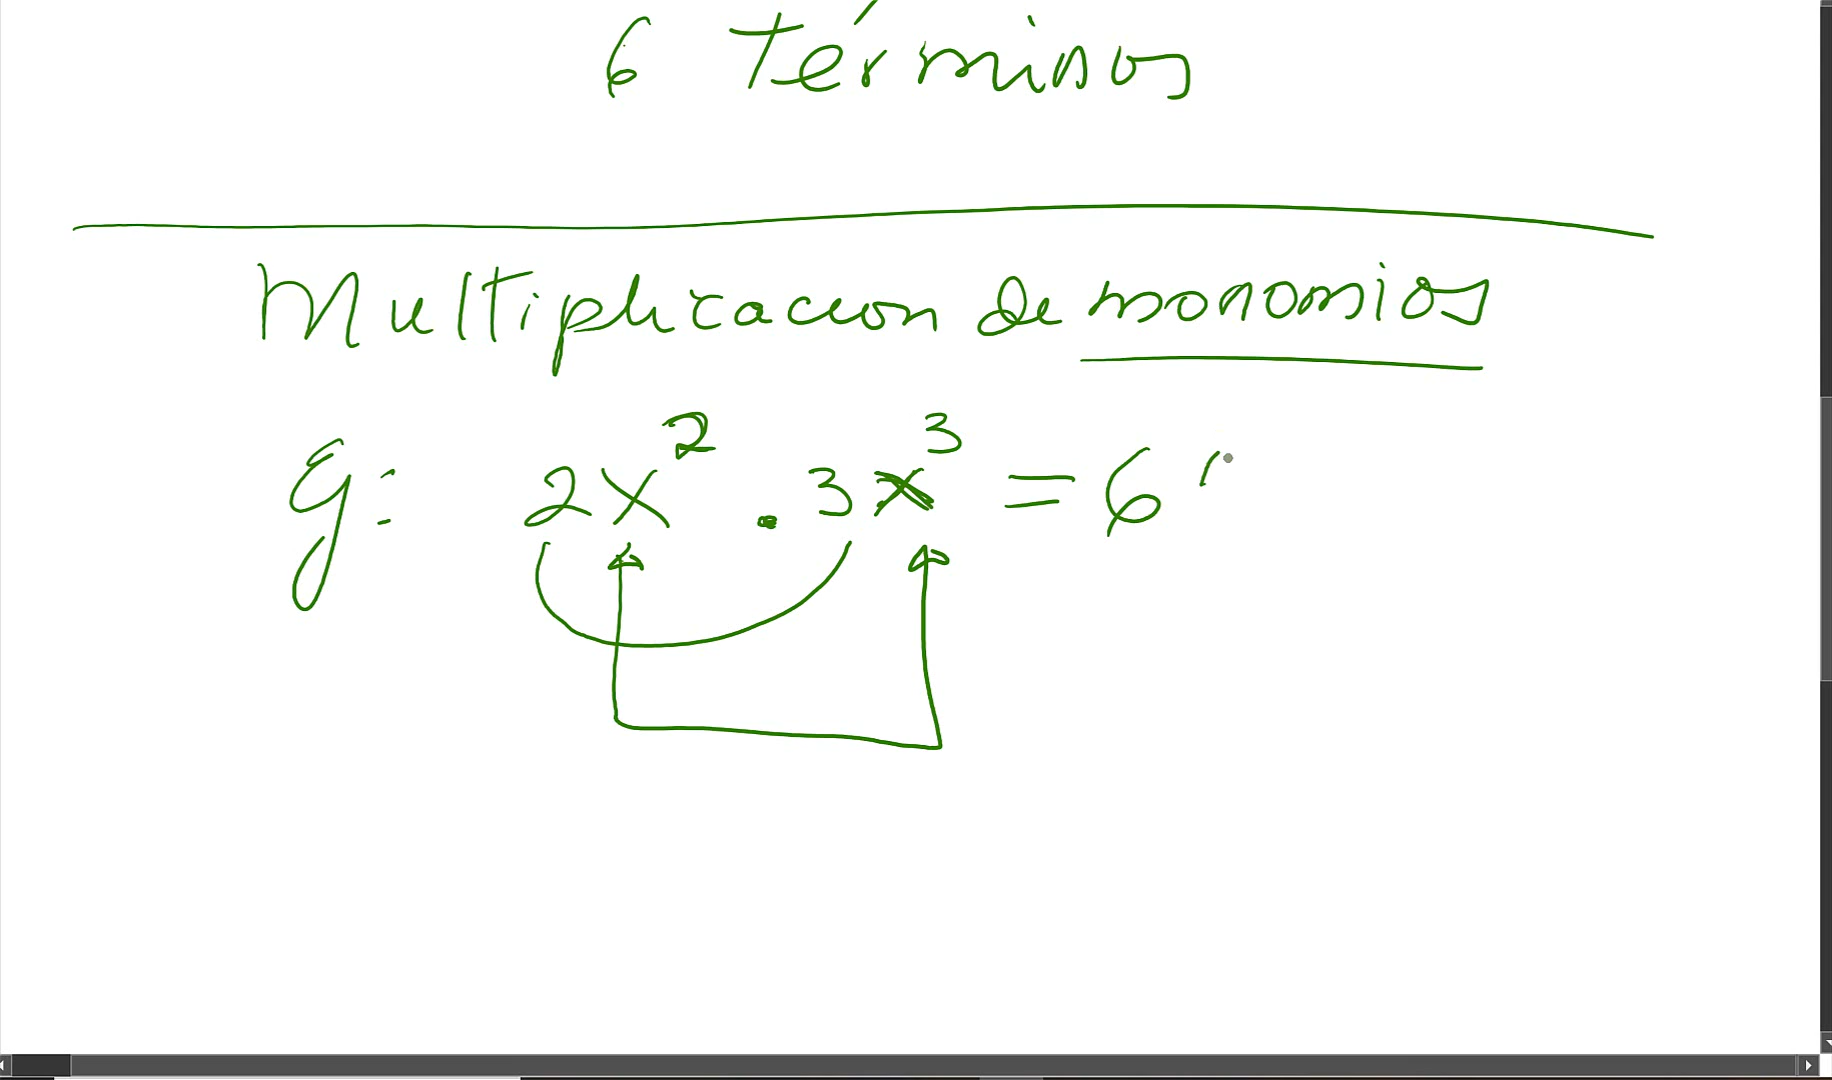 6 Términos
Multiplicacion de monomios
Ej: 2x² . 3x³ = 6